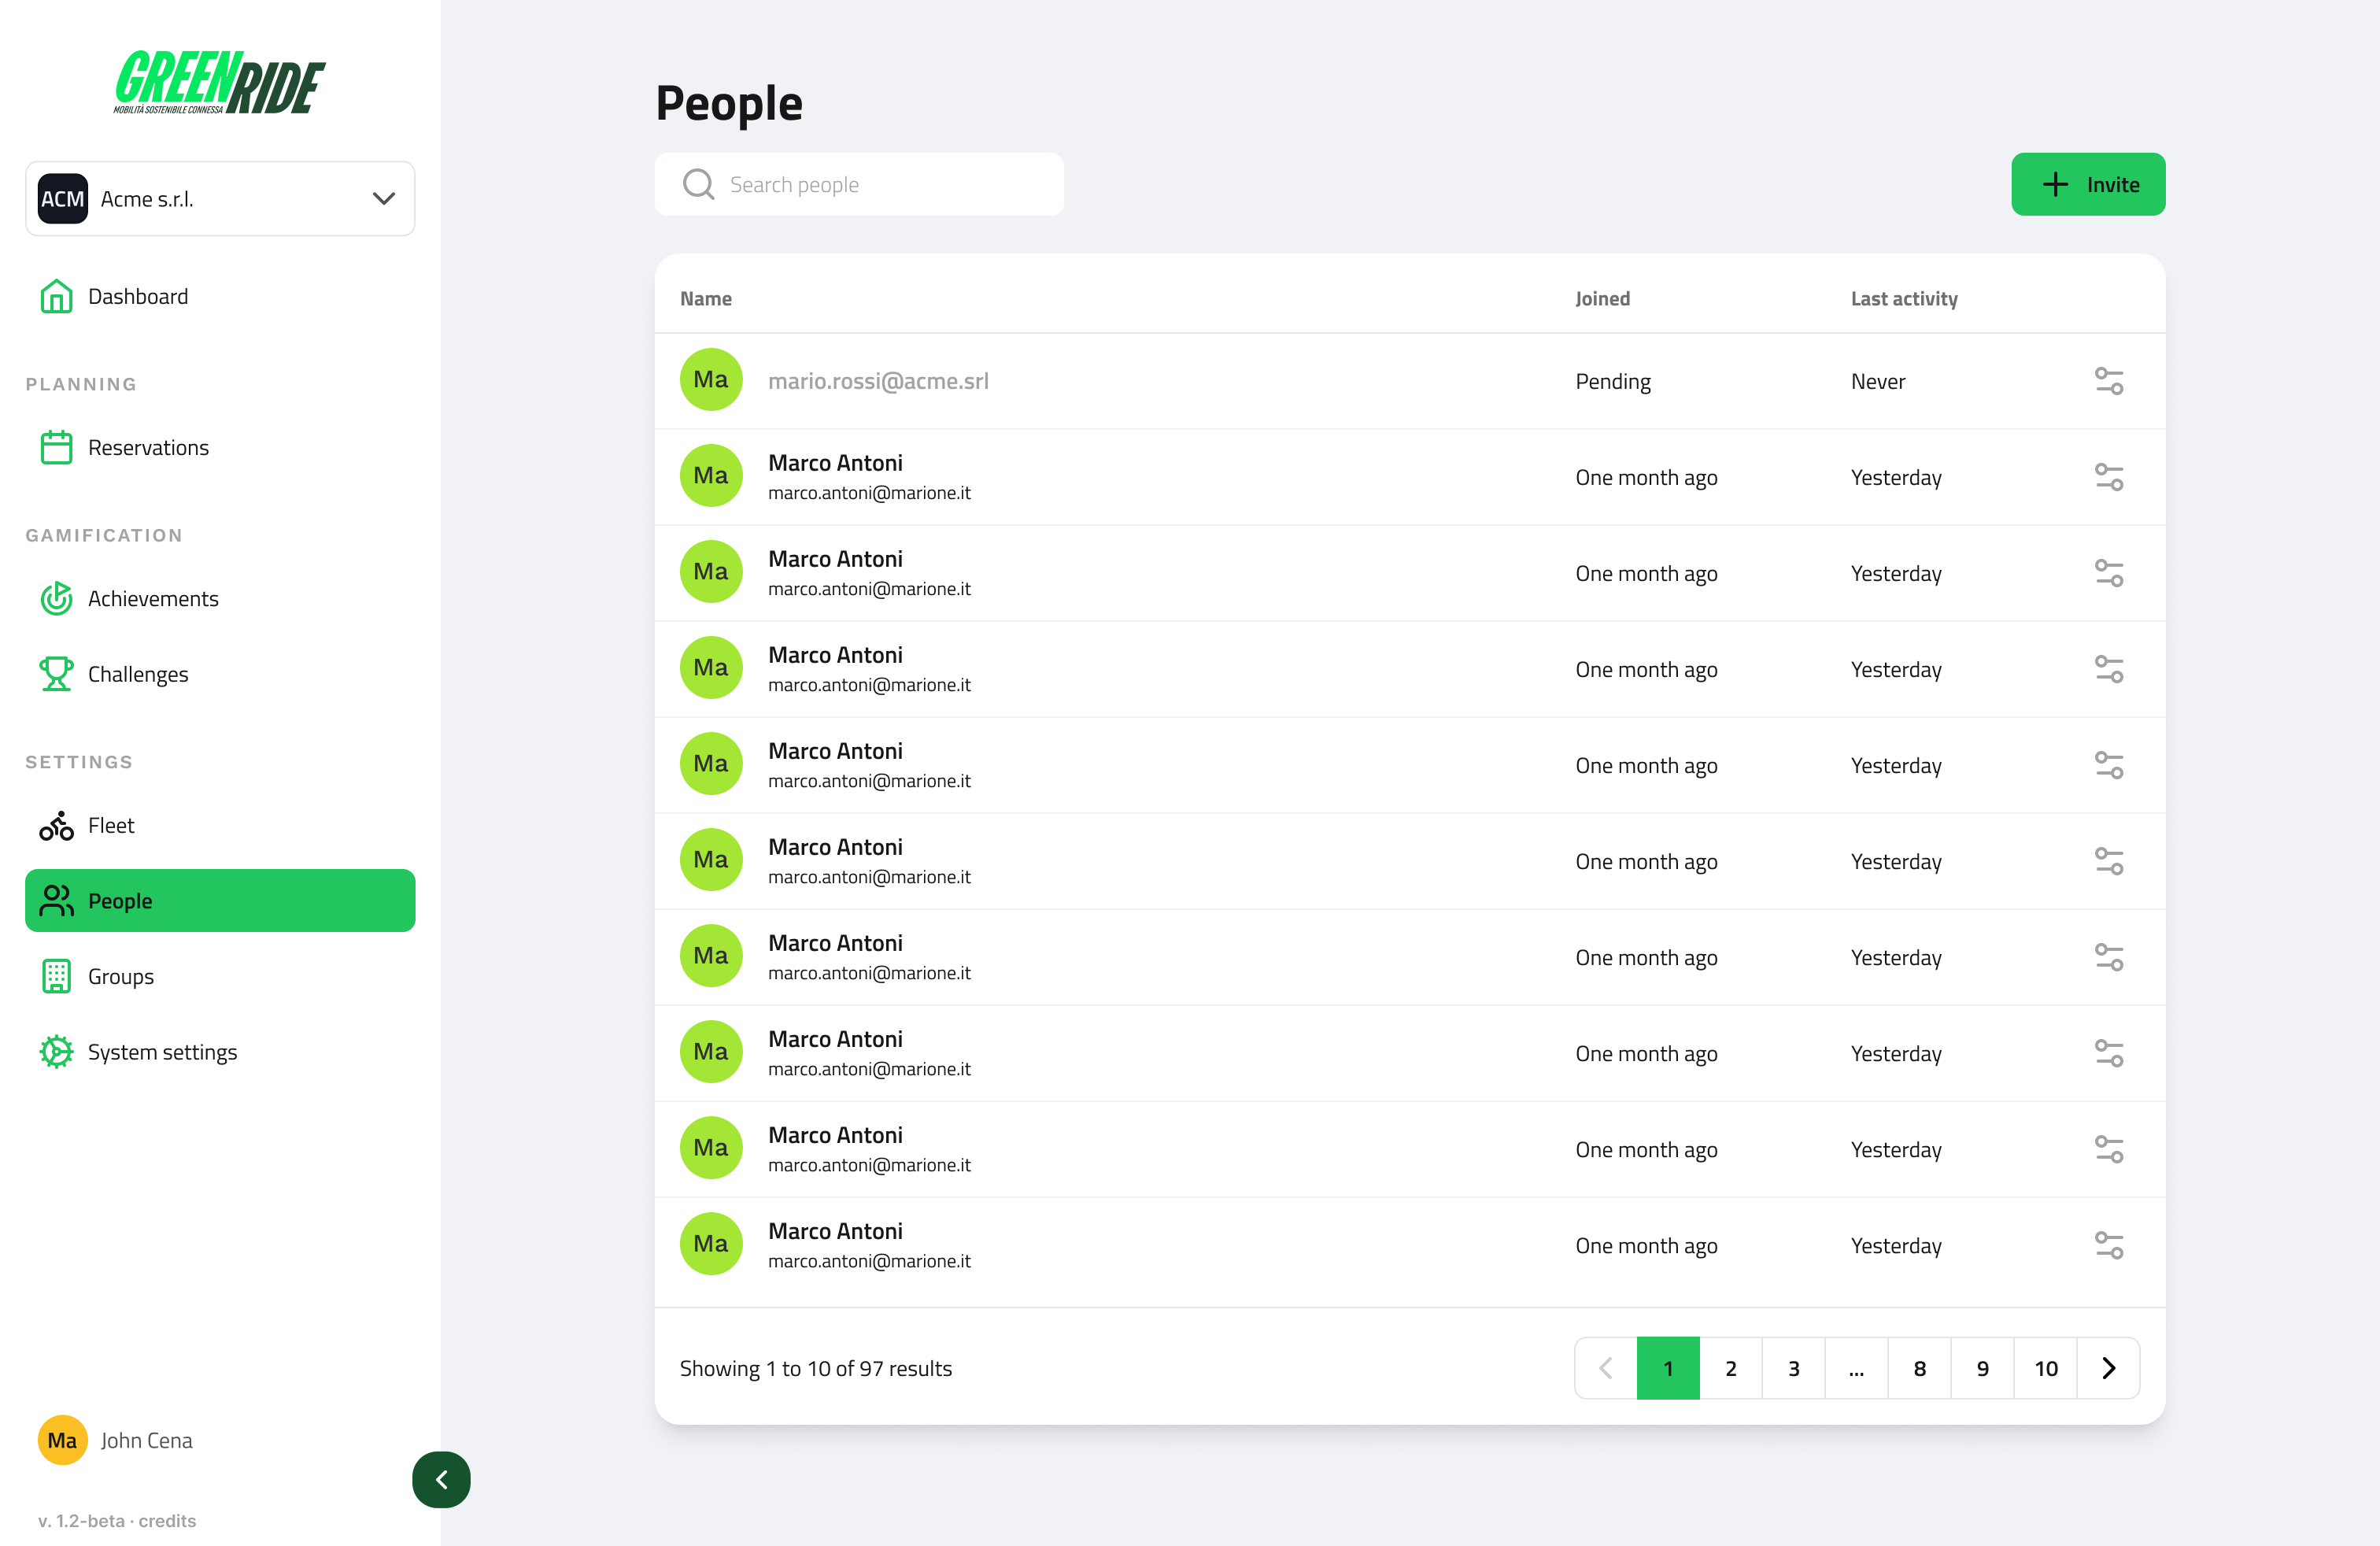 GREENRIDE
MOBILITÀ SOSTENIBILE CONNESSA
ACM Acme s.r.l.
Dashboard
PLANNING
Reservations
GAMIFICATION
Achievements
Challenges
SETTINGS
Fleet
People
Groups
System settings
Ma John Cena
v. 1.2-beta · credits
People
Search people
Invite
Name Joined Last activity
Ma mario.rossi@acme.srl Pending Never
Ma Marco Antoni
marco.antoni@marione.it One month ago Yesterday
Ma Marco Antoni
marco.antoni@marione.it One month ago Yesterday
Ma Marco Antoni
marco.antoni@marione.it One month ago Yesterday
Ma Marco Antoni
marco.antoni@marione.it One month ago Yesterday
Ma Marco Antoni
marco.antoni@marione.it One month ago Yesterday
Ma Marco Antoni
marco.antoni@marione.it One month ago Yesterday
Ma Marco Antoni
marco.antoni@marione.it One month ago Yesterday
Ma Marco Antoni
marco.antoni@marione.it One month ago Yesterday
Ma Marco Antoni
marco.antoni@marione.it One month ago Yesterday
Showing 1 to 10 of 97 results 1 2 3 ... 8 9 10